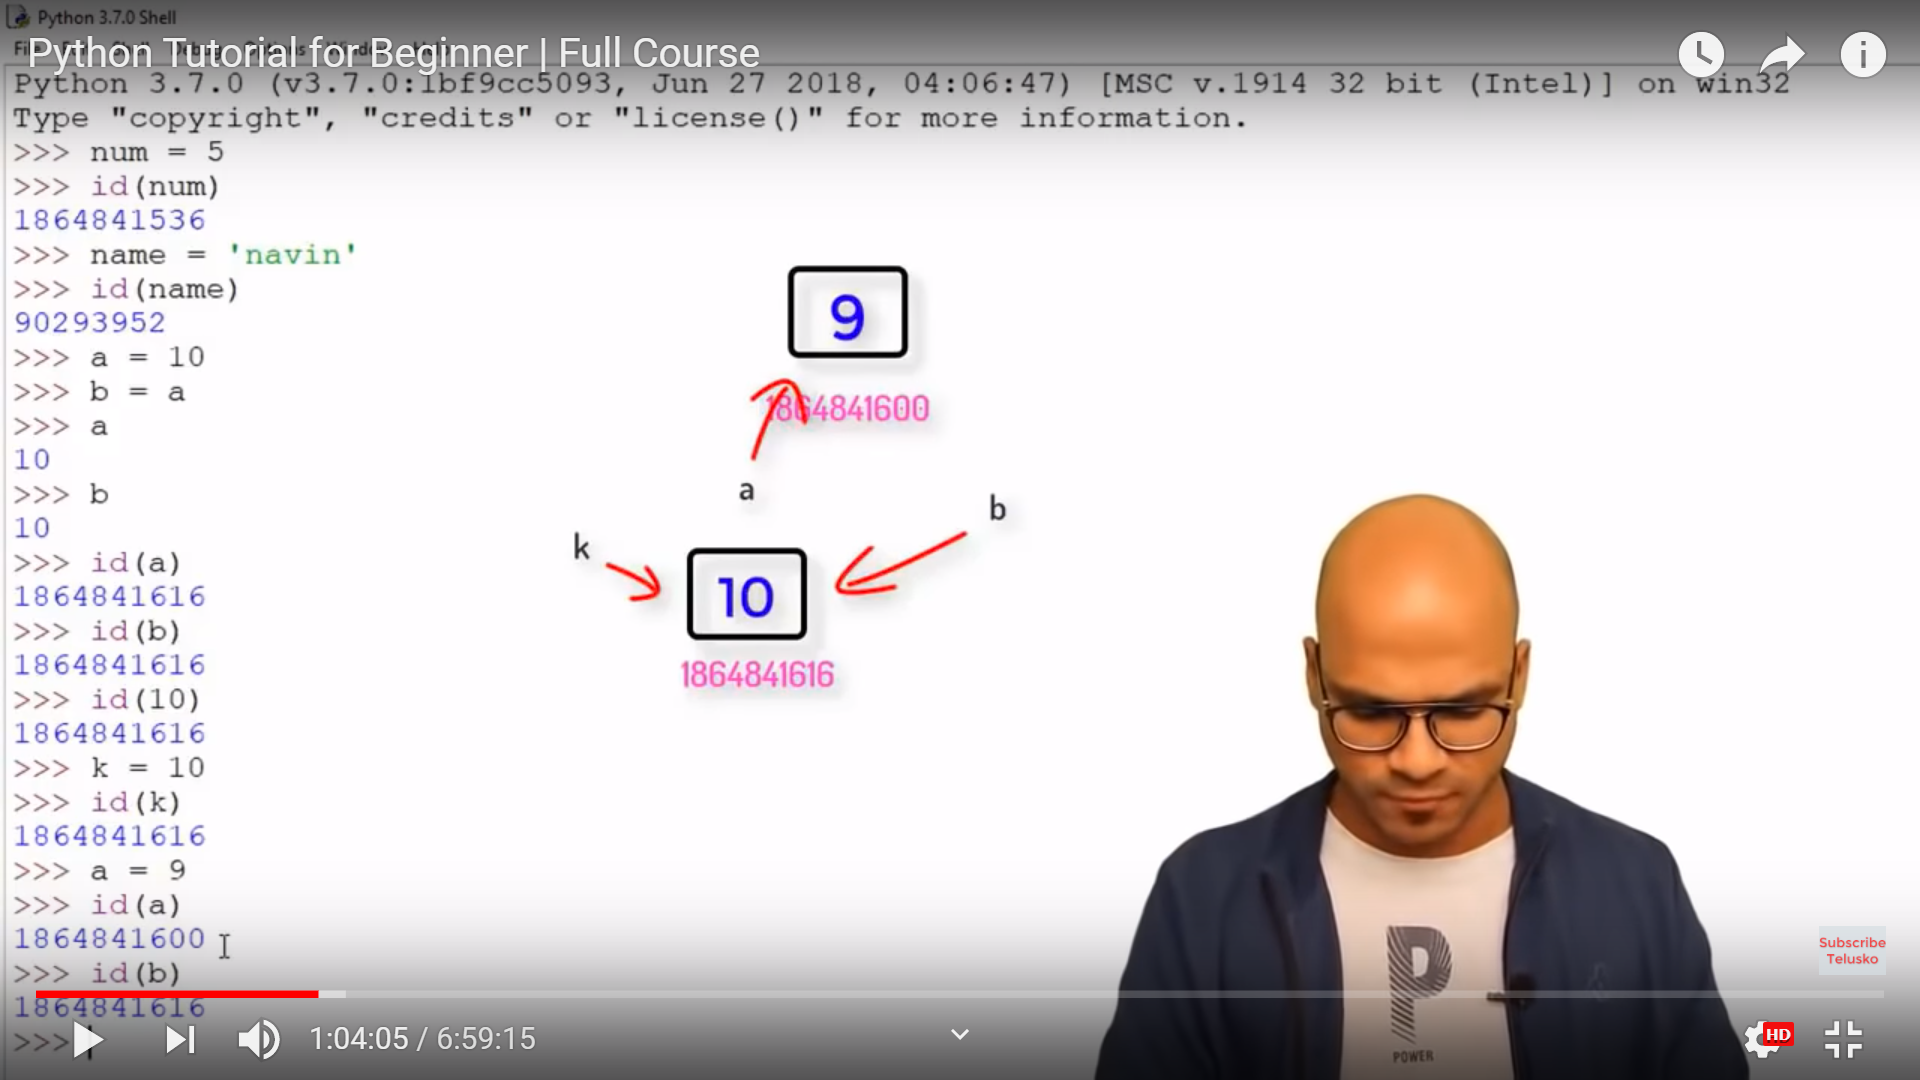 Python 3.7.0 Shell
Python Tutorial for Beginner | Full Course
Python 3.7.0 (v3.7.0:1bf9cc5093, Jun 27 2018, 04:06:47) [MSC v.1914 32 bit (Intel)] on win32
Type "copyright", "credits" or "license()" for more information.
>>> num = 5
>>> id(num)
1864841536
>>> name = 'navin'
>>> id(name)
90293952
>>> a = 10
>>> b = a
>>> a
10
>>> b
10
>>> id(a)
1864841616
>>> id(b)
1864841616
>>> id(10)
1864841616
>>> k = 10
>>> id(k)
1864841616
>>> a = 9
>>> id(a)
1864841600
>>> id(b)
1864841616
>>>
9
1864841600
a
b
k
10
1864841616
P
POWER
Subscribe
Telusko
1:04:05 / 6:59:15
HD